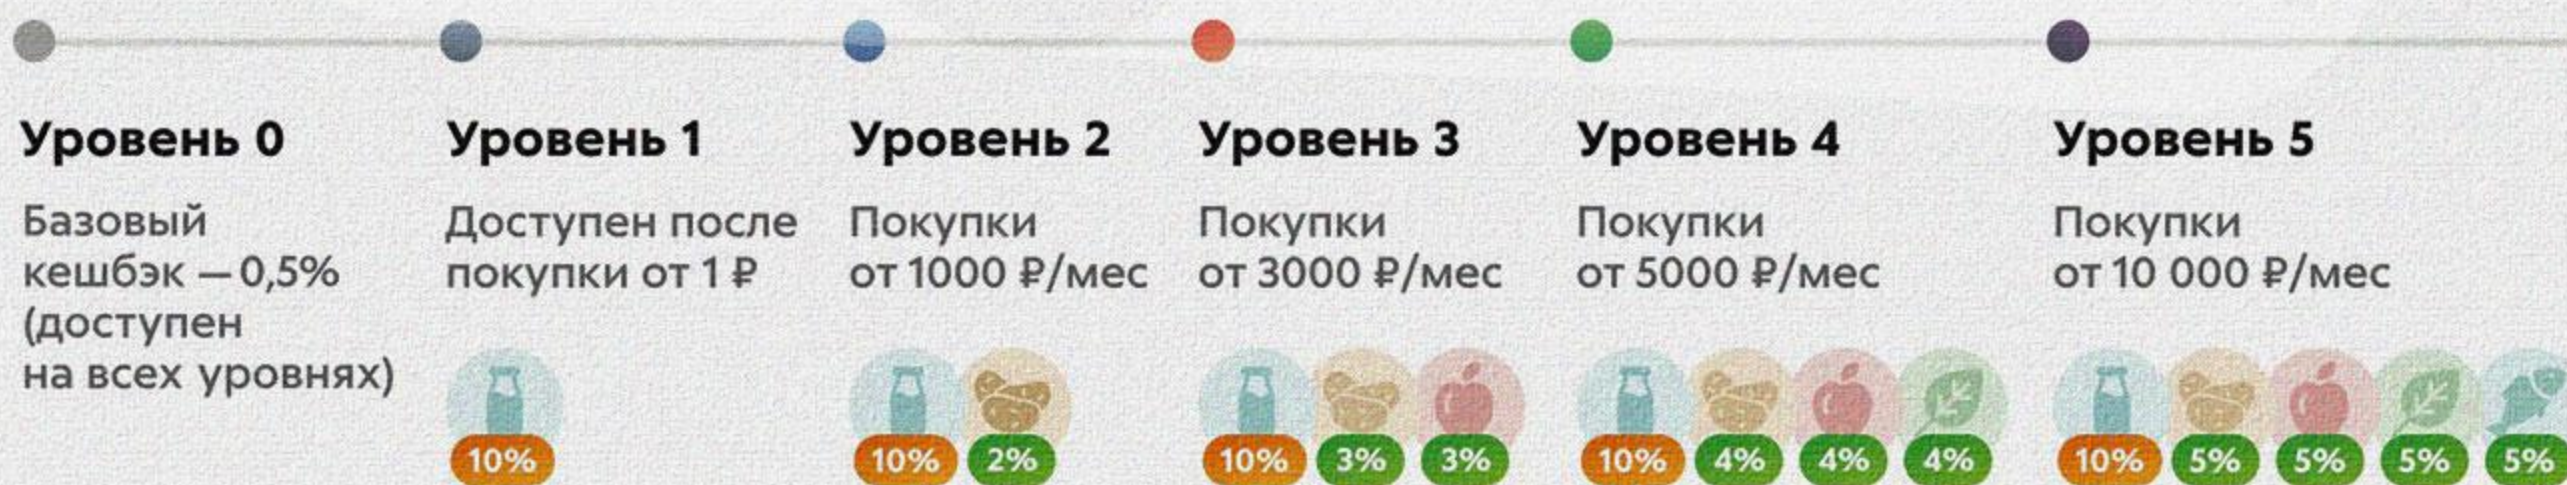 Уровень 0
Базовый
кешбэк — 0,5%
(доступен
на всех уровнях)
Уровень 1
Доступен после
покупки от 1 ₽
10%
Уровень 2
Покупки
от 1000 ₽/мес
10% 2%
Уровень 3
Покупки
от 3000 ₽/мес
10% 3% 3%
Уровень 4
Покупки
от 5000 ₽/мес
10% 4% 4% 4%
Уровень 5
Покупки
от 10 000 ₽/мес
10% 5% 5% 5% 5%